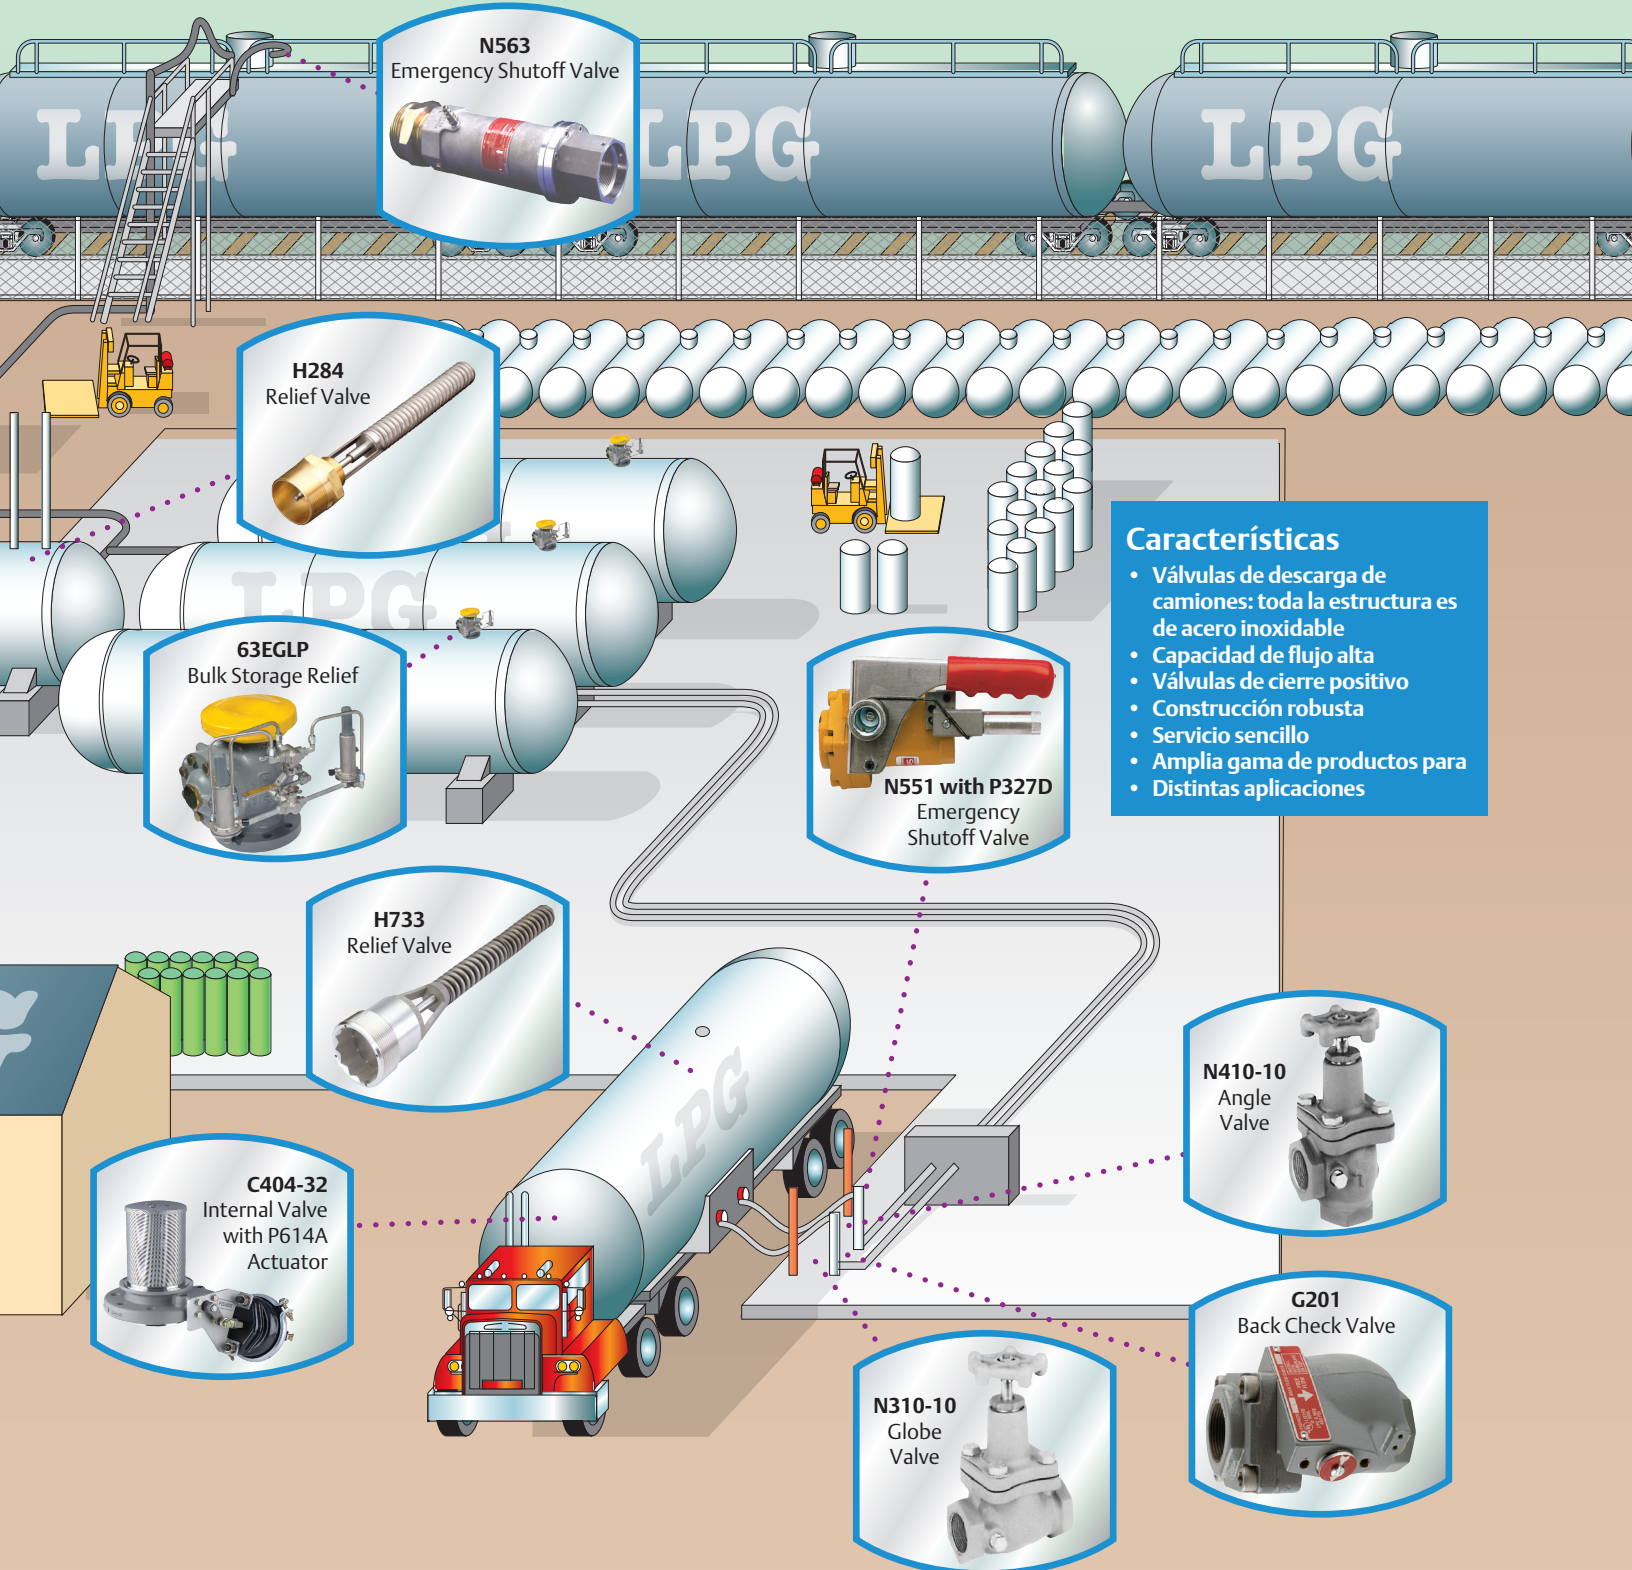 N563
Emergency Shutoff Valve
LPG
LPG
LPG
H284
Relief Valve
LPG
63EGLP
Bulk Storage Relief
Características
• Válvulas de descarga de
camiones: toda la estructura es
de acero inoxidable
• Capacidad de flujo alta
• Válvulas de cierre positivo
• Construcción robusta
• Servicio sencillo
• Amplia gama de productos para
• Distintas aplicaciones
N551 with P327D
Emergency
Shutoff Valve
H733
Relief Valve
LPG
N410-10
Angle
Valve
C404-32
Internal Valve
with P614A
Actuator
G201
Back Check Valve
N310-10
Globe
Valve